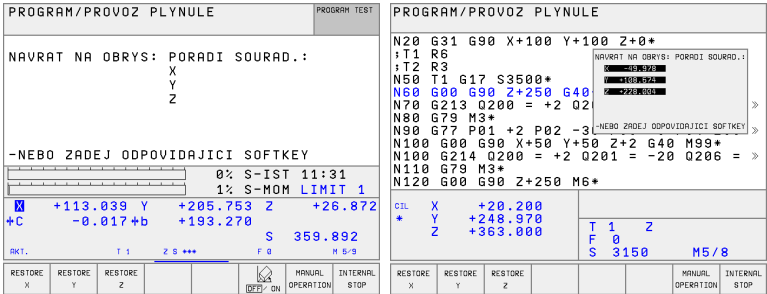 PROGRAM/PROVOZ PLYNULE
PROGRAM TEST
NAVRAT NA OBRYS: PORADI SOURAD.:
X
Y
Z
-NEBO ZADEJ ODPOVIDAJICI SOFTKEY
0% S-IST 11:31
1% S-MOM LIMIT 1
X +113.039 Y +205.753 Z +26.872
C -0.017 b +193.270
S 359.892
AKT. T 1 Z S *** F 0 M 5/9
RESTORE X
RESTORE Y
RESTORE Z
OFF / ON
MANUAL OPERATION
INTERNAL STOP
PROGRAM/PROVOZ PLYNULE
N20 G31 G90 X+100 Y+100 Z+0*
;T1 R6
;T2 R3
N50 T1 G17 S3500*
N60 G00 G90 Z+250 G40
N70 G213 Q200 = +2 Q20 »
N80 G79 M3*
N90 G77 P01 +2 P02 -30 »
N100 G00 G90 X+50 Y+50 Z+2 G40 M99*
N100 G214 Q200 = +2 Q201 = -20 Q206 = »
N110 G79 M3*
N120 G00 G90 Z+250 M6*
NAVRAT NA OBRYS: PORADI SOURAD.:
X -49.978
Y +108.674
Z +228.004
-NEBO ZADEJ ODPOVIDAJICI SOFTKEY
CIL X +20.200
* Y +248.970
Z +363.000
T 1 Z
F 0
S 3150 M5/8
RESTORE X
RESTORE Y
RESTORE Z
MANUAL OPERATION
INTERNAL STOP